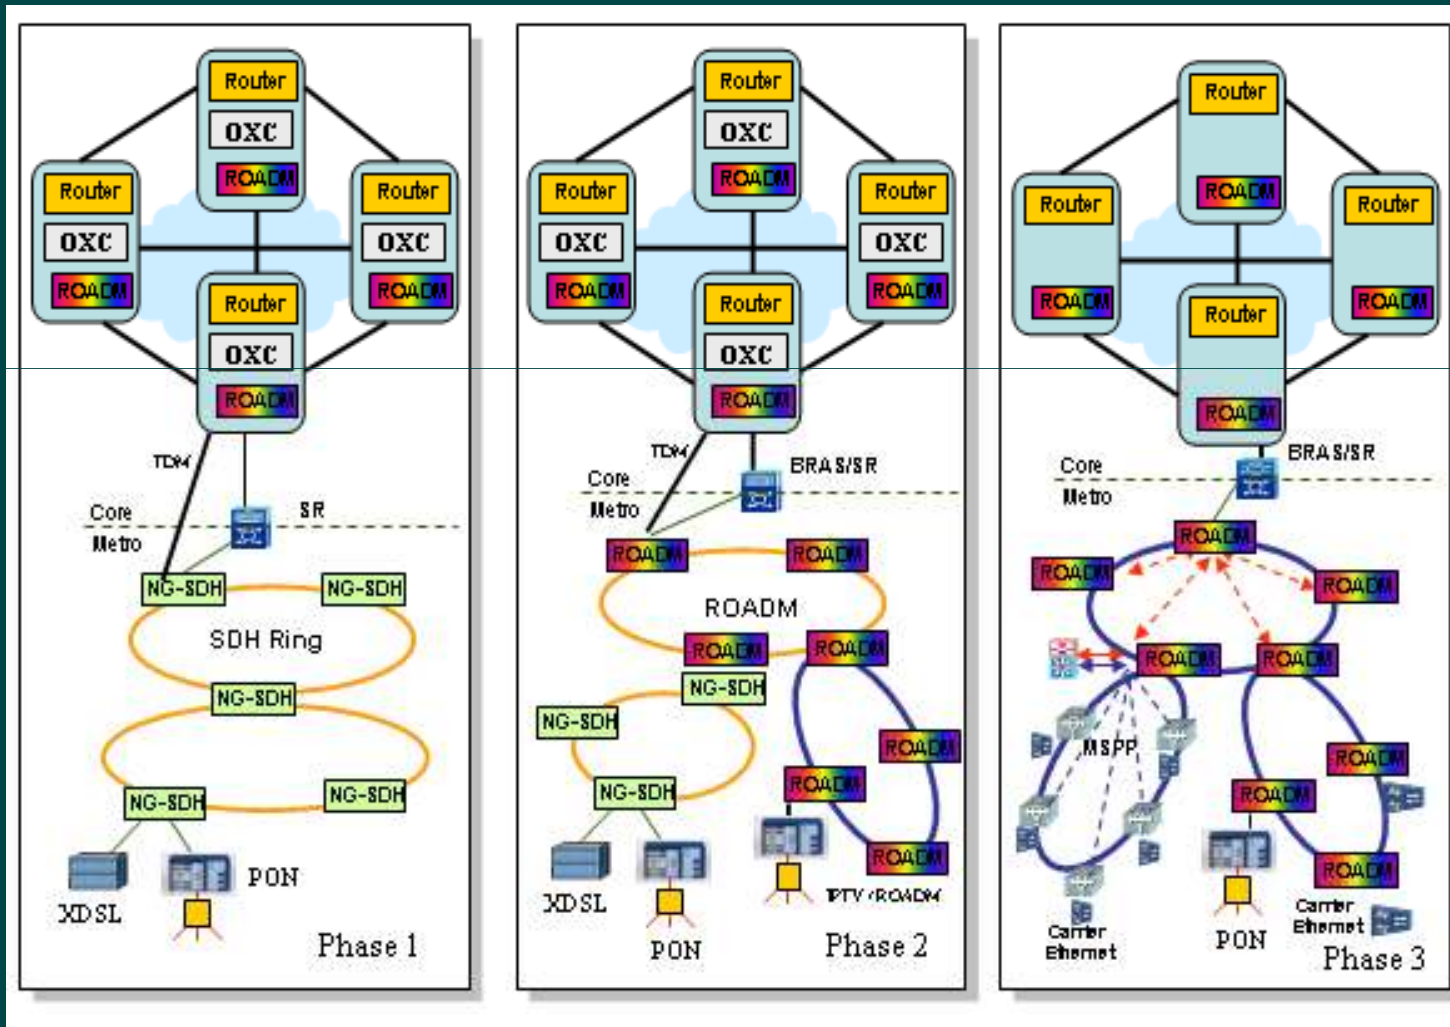 Router
OXC
ROADM
Router
OXC
ROADM
Router
OXC
ROADM
Router
OXC
ROADM
TDM
SR
Core
Metro
NG-SDH
NG-SDH
SDH Ring
NG-SDH
NG-SDH
NG-SDH
XDSL
PON
Phase 1
Router
OXC
ROADM
Router
OXC
ROADM
Router
OXC
ROADM
Router
OXC
ROADM
TDM
BRAS/SR
Core
Metro
ROADM
ROADM
ROADM
ROADM
ROADM
NG-SDH
NG-SDH
NG-SDH
ROADM
ROADM
ROADM
XDSL
PON
IPTV/ROADM
Phase 2
Router
ROADM
Router
ROADM
Router
ROADM
Router
ROADM
BRAS/SR
Core
Metro
ROADM
ROADM
ROADM
ROADM
ROADM
MSPP
ROADM
ROADM
ROADM
Carrier
Ethernet
PON
Carrier
Ethernet
Phase 3